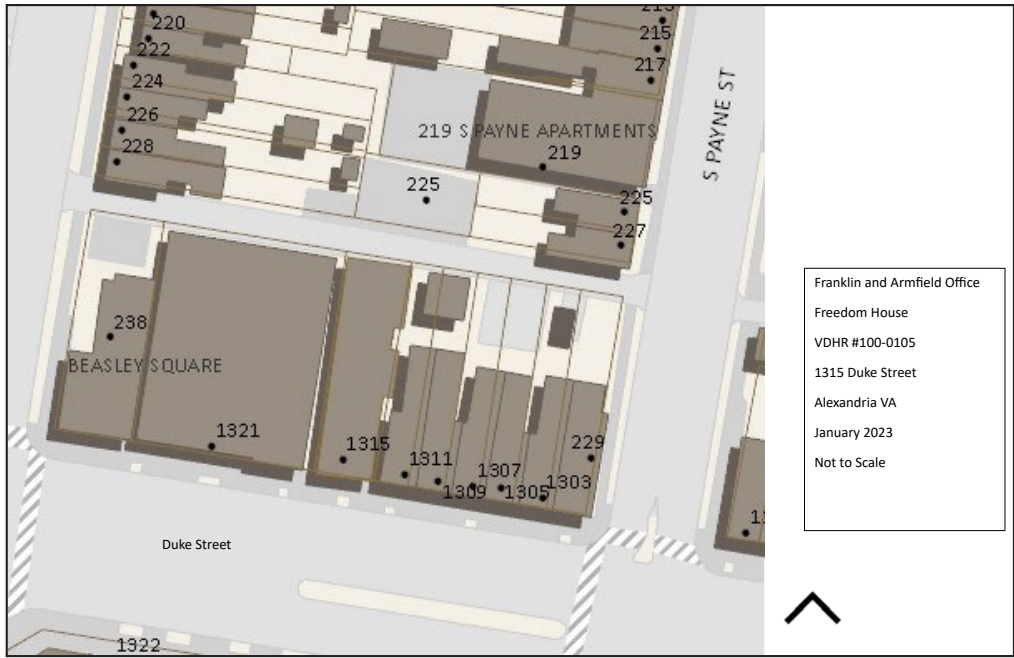 213
220
215
222
217
224
219 S PAYNE APARTMENTS
226
228
219
S PAYNE ST
225
225
227
238
BEASLEY SQUARE
1321
1315
1311
1309
1307
1305
1303
229
Duke Street
1322
Franklin and Armfield Office
Freedom House
VDHR #100-0105
1315 Duke Street
Alexandria VA
January 2023
Not to Scale